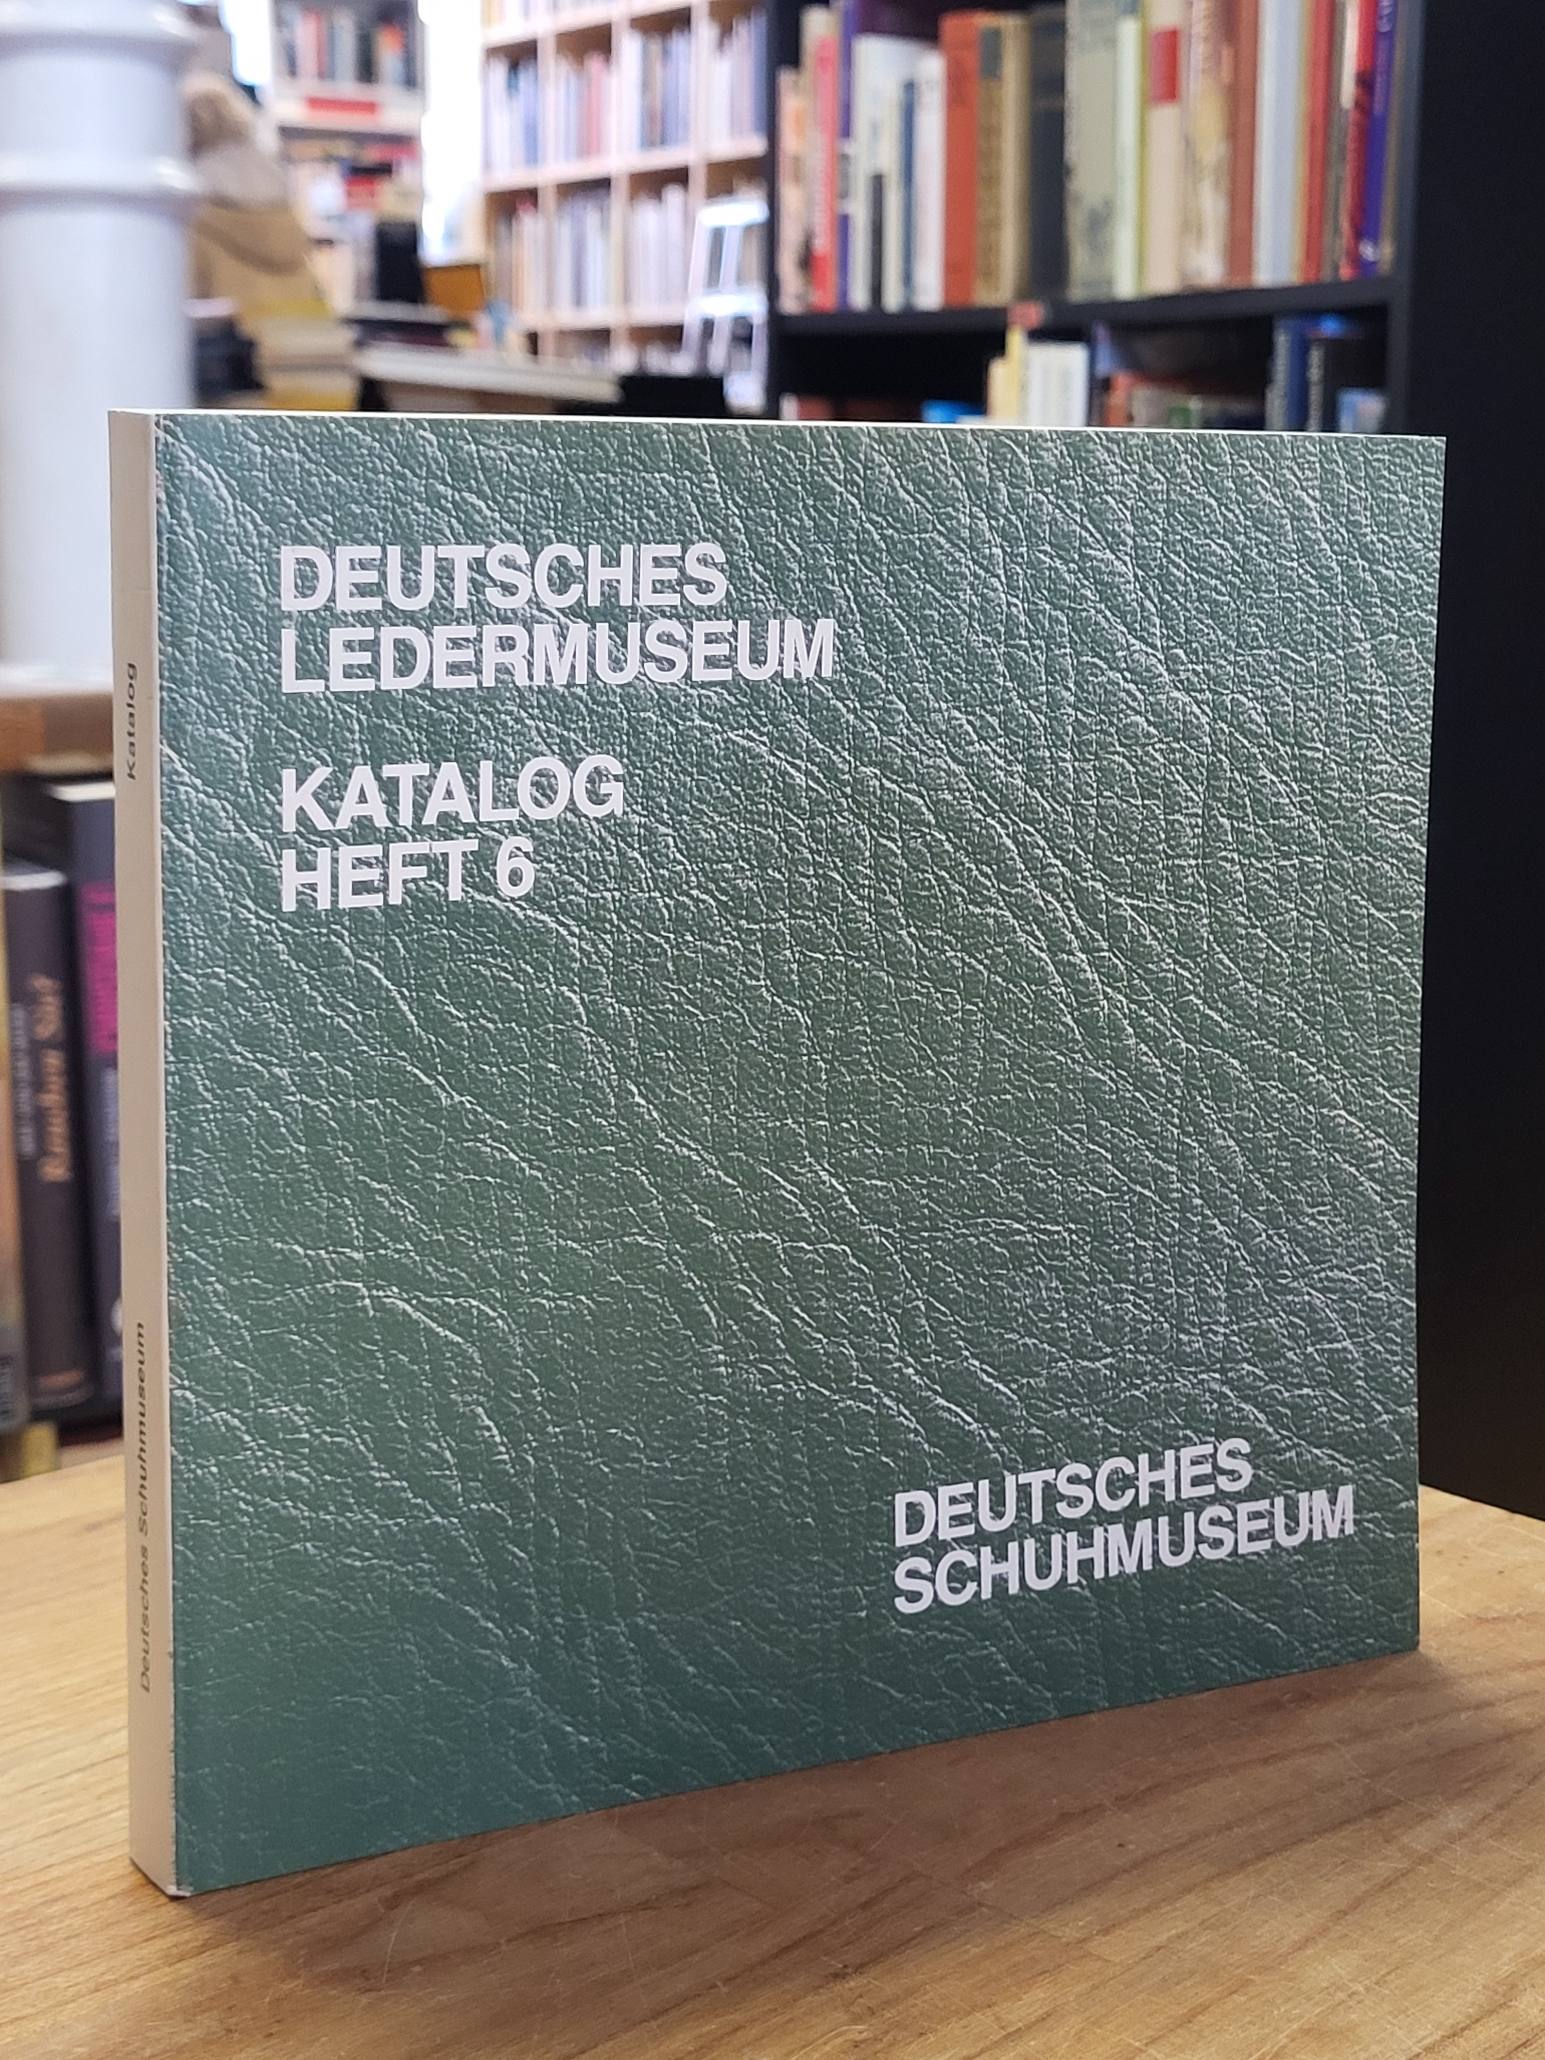 DEUTSCHES
LEDERMUSEUM
KATALOG
HEFT 6
DEUTSCHES
SCHUHMUSEUM
Deutsches Schuhmuseum
Katalog